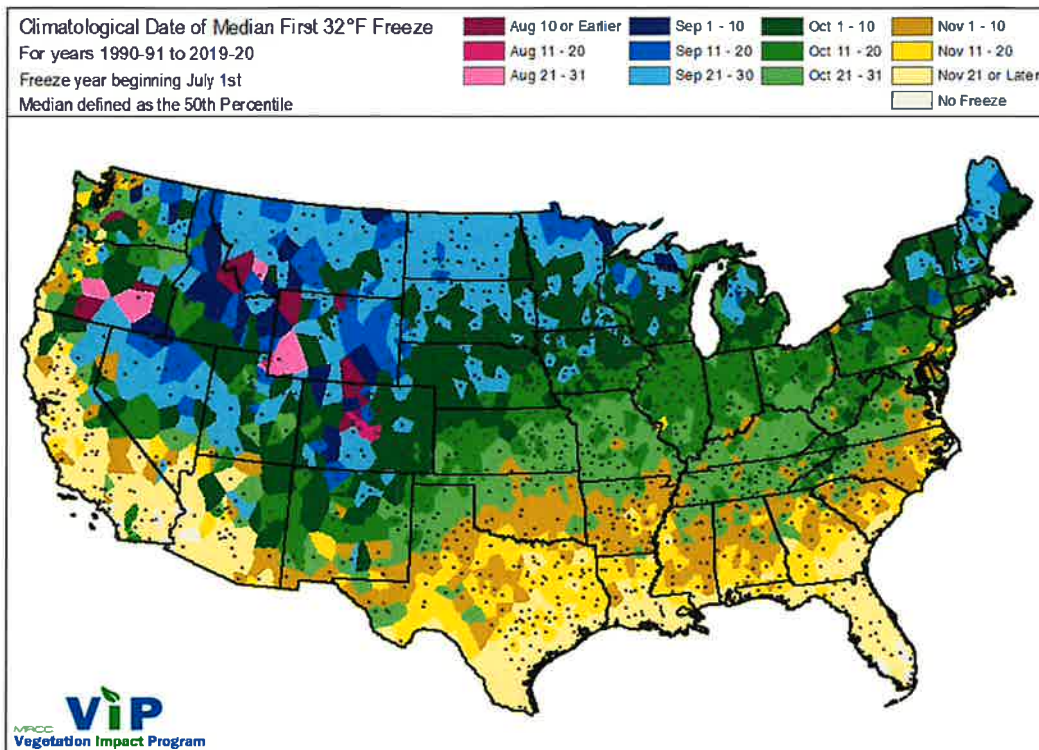 Climatological Date of Median First 32°F Freeze
For years 1990-91 to 2019-20
Freeze year beginning July 1st
Median defined as the 50th Percentile
Aug 10 or Earlier
Aug 11 - 20
Aug 21 - 31
Sep 1 - 10
Sep 11 - 20
Sep 21 - 30
Oct 1 - 10
Oct 11 - 20
Oct 21 - 31
Nov 1 - 10
Nov 11 - 20
Nov 21 or Later
No Freeze
MRCC ViP
Vegetation Impact Program